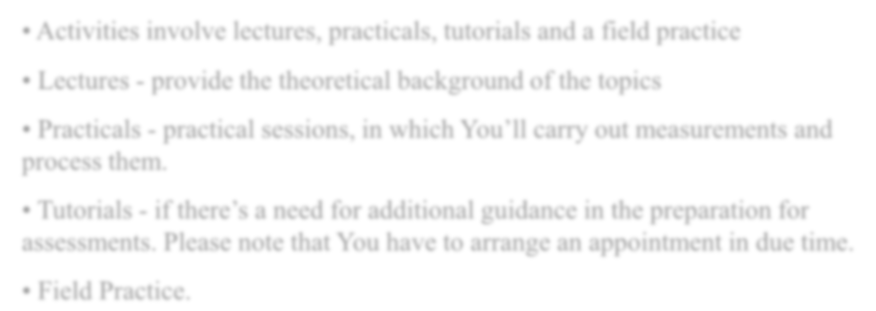 • Activities involve lectures, practicals, tutorials and a field practice
• Lectures - provide the theoretical background of the topics
• Practicals - practical sessions, in which You’ll carry out measurements and
process them.
• Tutorials - if there’s a need for additional guidance in the preparation for
assessments. Please note that You have to arrange an appointment in due time.
• Field Practice.